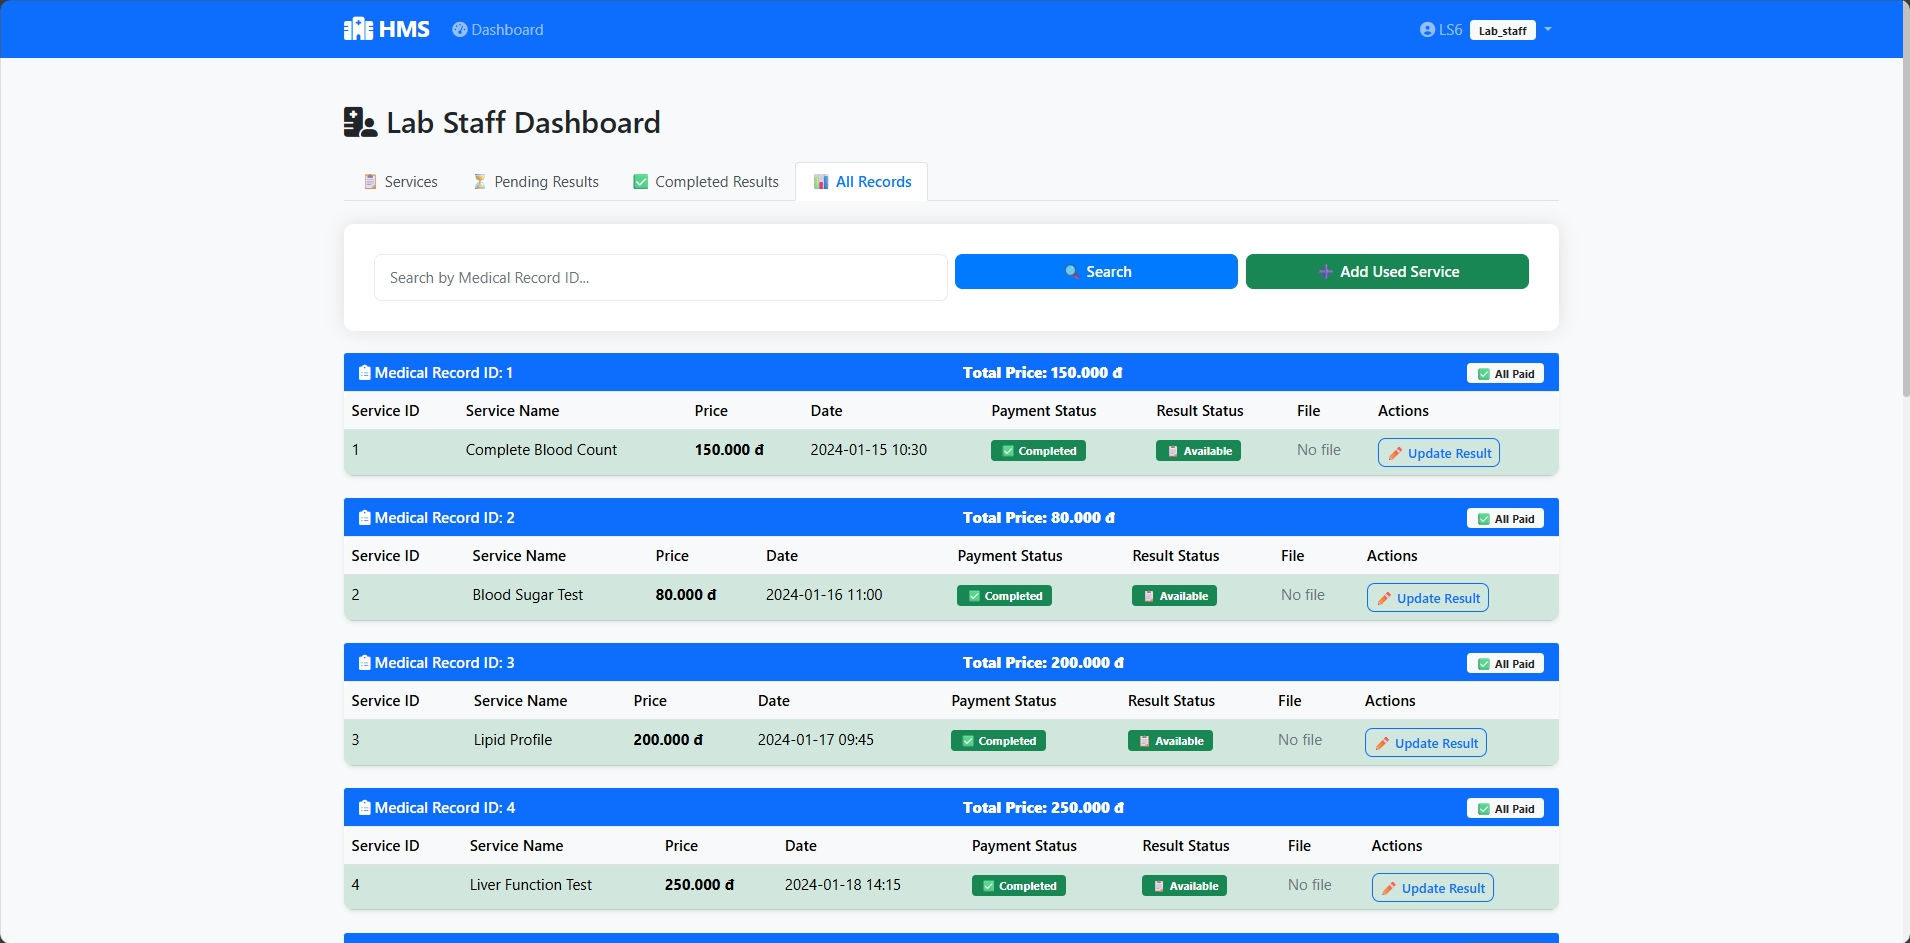 HMS Dashboard LS6 Lab_staff
Lab Staff Dashboard
Services Pending Results Completed Results All Records
Search by Medical Record ID... Search Add Used Service
Medical Record ID: 1 Total Price: 150.000 đ All Paid
Service ID Service Name Price Date Payment Status Result Status File Actions
1 Complete Blood Count 150.000 đ 2024-01-15 10:30 Completed Available No file Update Result
Medical Record ID: 2 Total Price: 80.000 đ All Paid
Service ID Service Name Price Date Payment Status Result Status File Actions
2 Blood Sugar Test 80.000 đ 2024-01-16 11:00 Completed Available No file Update Result
Medical Record ID: 3 Total Price: 200.000 đ All Paid
Service ID Service Name Price Date Payment Status Result Status File Actions
3 Lipid Profile 200.000 đ 2024-01-17 09:45 Completed Available No file Update Result
Medical Record ID: 4 Total Price: 250.000 đ All Paid
Service ID Service Name Price Date Payment Status Result Status File Actions
4 Liver Function Test 250.000 đ 2024-01-18 14:15 Completed Available No file Update Result